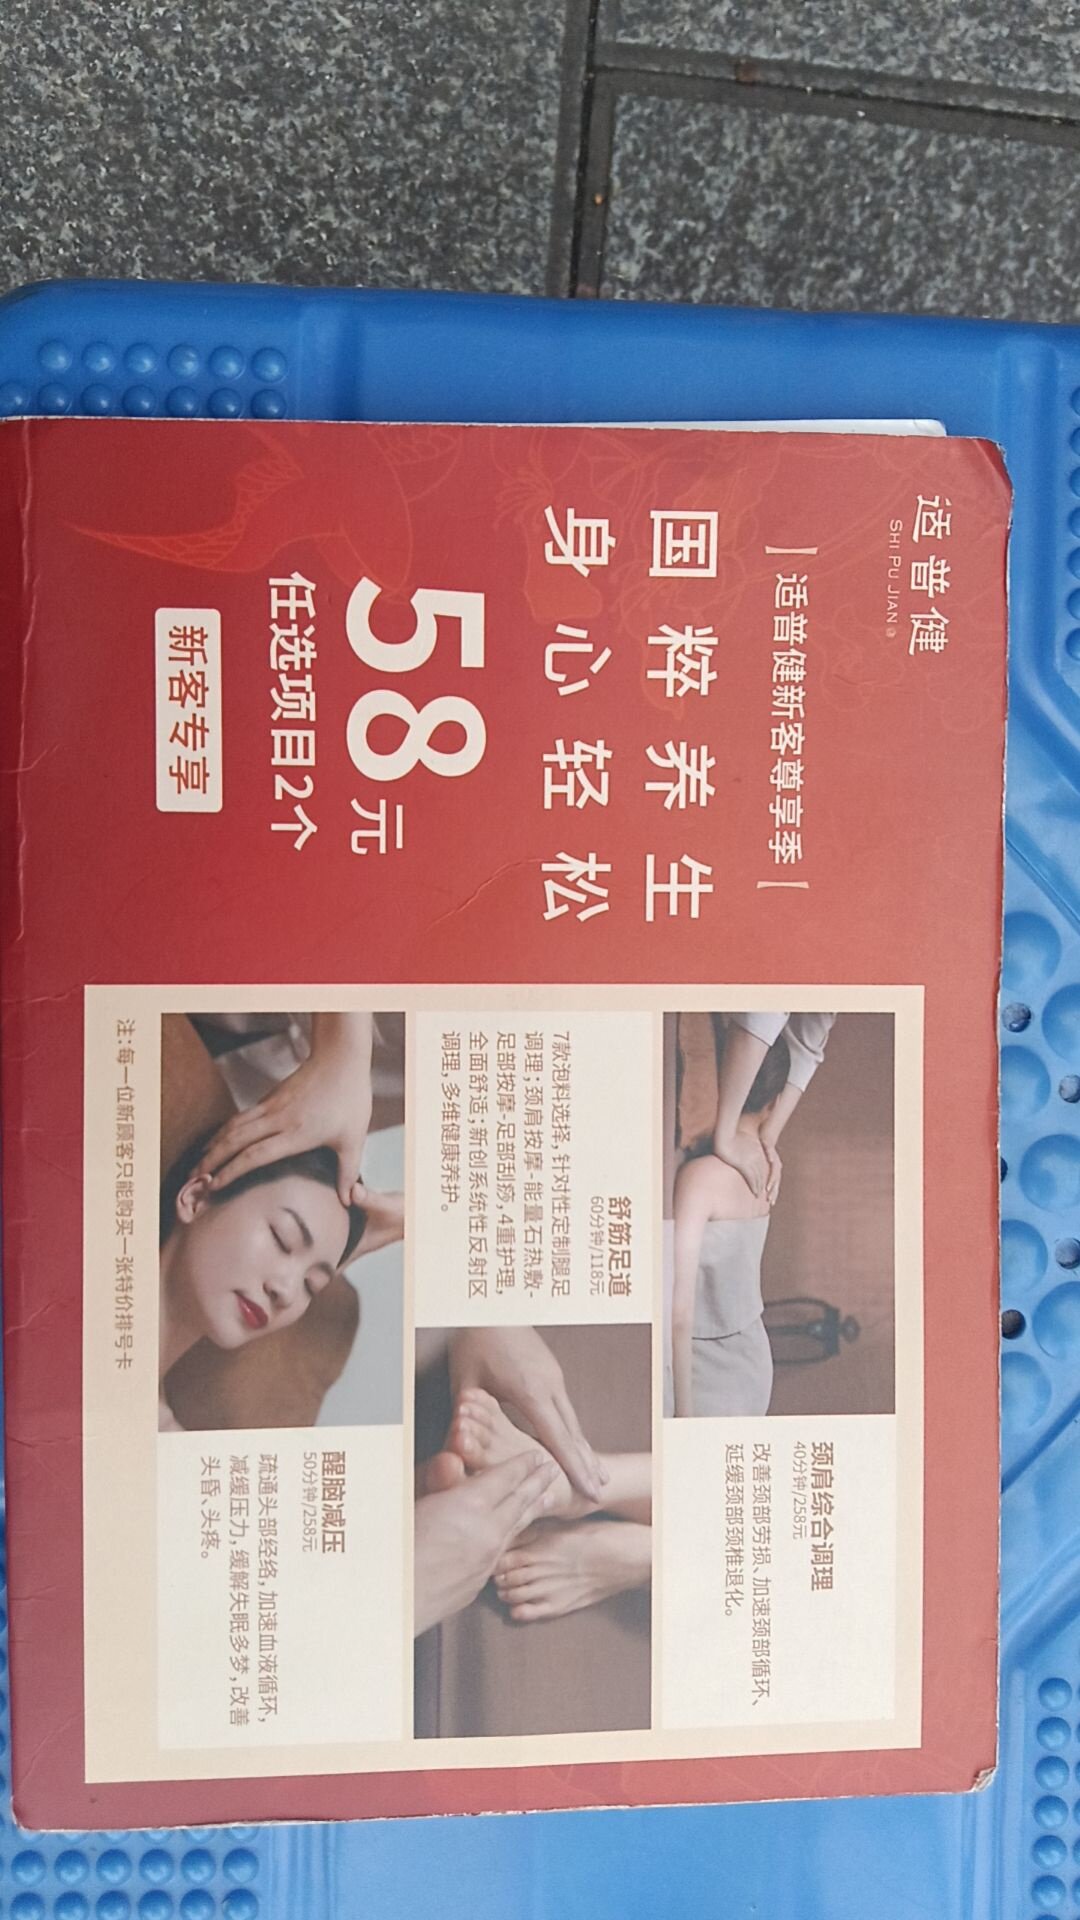 适普健
SHI PU JIAN
适普健新客尊享季
国粹养生
身心轻松
58元
任选项目2个
新客专享
颈肩综合调理
40分钟/258元
改善颈部劳损、加速颈部循环、
延缓颈部颈椎退化。
舒筋足道
60分钟/118元
7款泡料选择,针对性定制腿足
调理;颈肩按摩-能量石热敷-
足部按摩-足部刮痧,4重护理,
全面舒适;新创系统性反射区
调理,多维健康养护。
醒脑减压
50分钟/258元
疏通头部经络,加速血液循环,
减缓压力,缓解失眠多梦,改善
头昏、头疼。
注:每一位新顾客只能购买一张特价排号卡